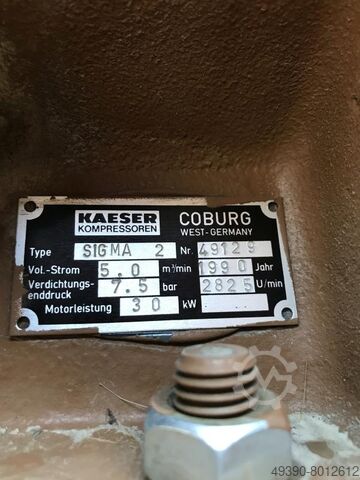 KAESER COBURG
KOMPRESSOREN WEST-GERMANY
Type SIGMA 2 Nr. 49129
Vol.-Strom 5.0 m³/min 1990 Jahr
Verdichtungs-
enddruck 7.5 bar 2825 U/min
Motorleistung 30 kW
49390-8012612